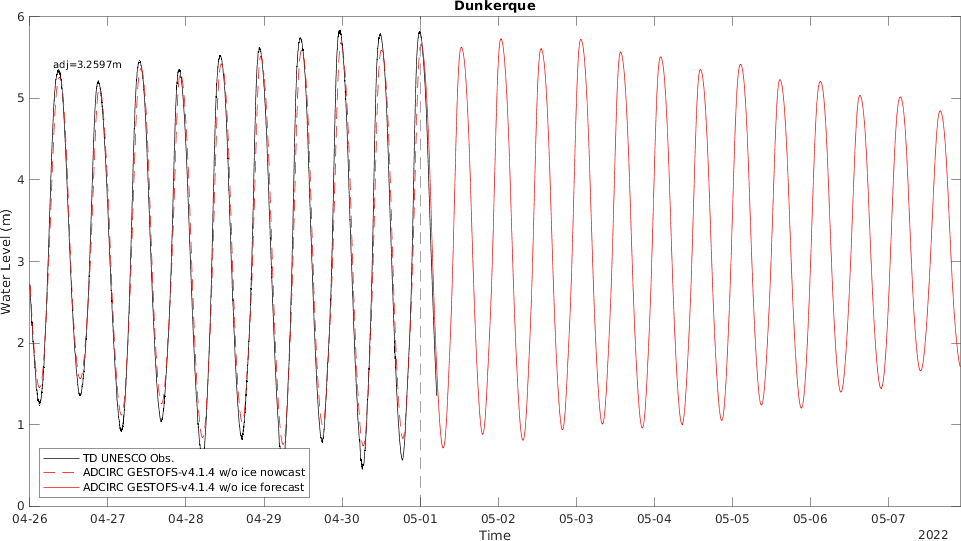 Dunkerque
6
5
4
3
2
1
0
Water Level (m)
adj=3.2597m
TD UNESCO Obs.
ADCIRC GESTOFS-v4.1.4 w/o ice nowcast
ADCIRC GESTOFS-v4.1.4 w/o ice forecast
04-26 04-27 04-28 04-29 04-30 05-01 05-02 05-03 05-04 05-05 05-06 05-07
Time
2022